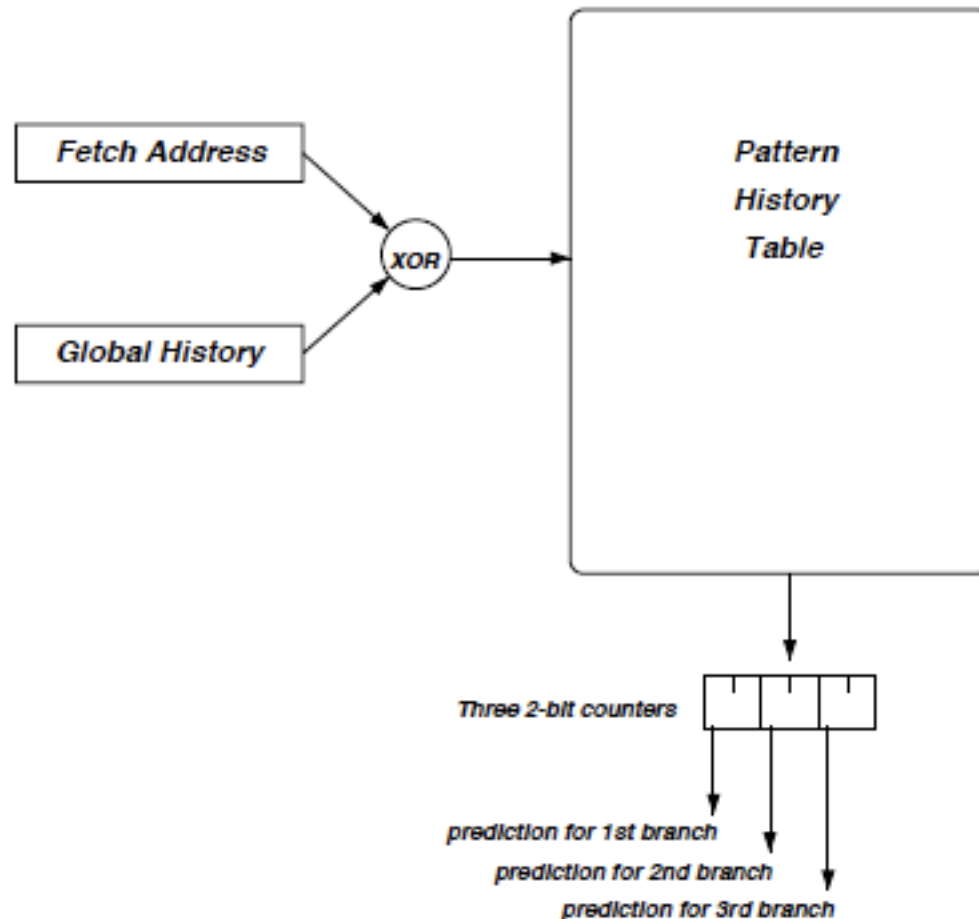 Fetch Address
Global History
XOR
Pattern
History
Table
Three 2-bit counters
prediction for 1st branch
prediction for 2nd branch
prediction for 3rd branch